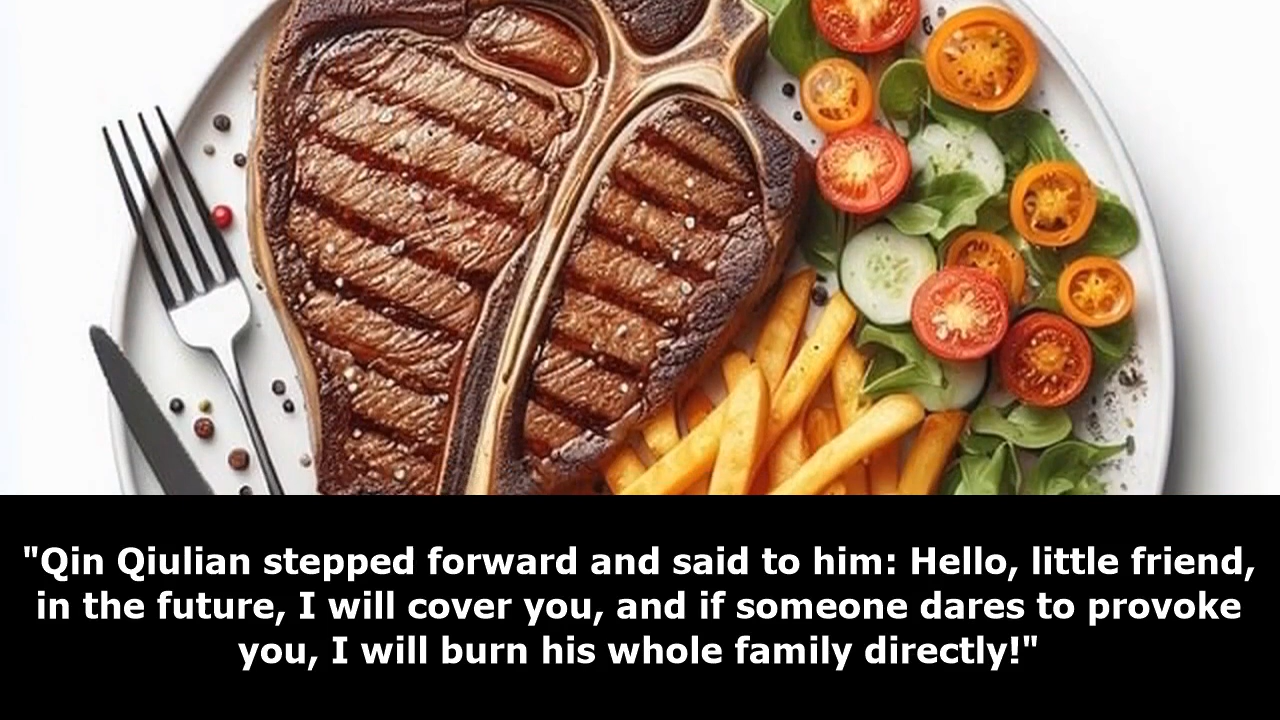 "Qin Qiulian stepped forward and said to him: Hello, little friend,
in the future, I will cover you, and if someone dares to provoke
you, I will burn his whole family directly!"